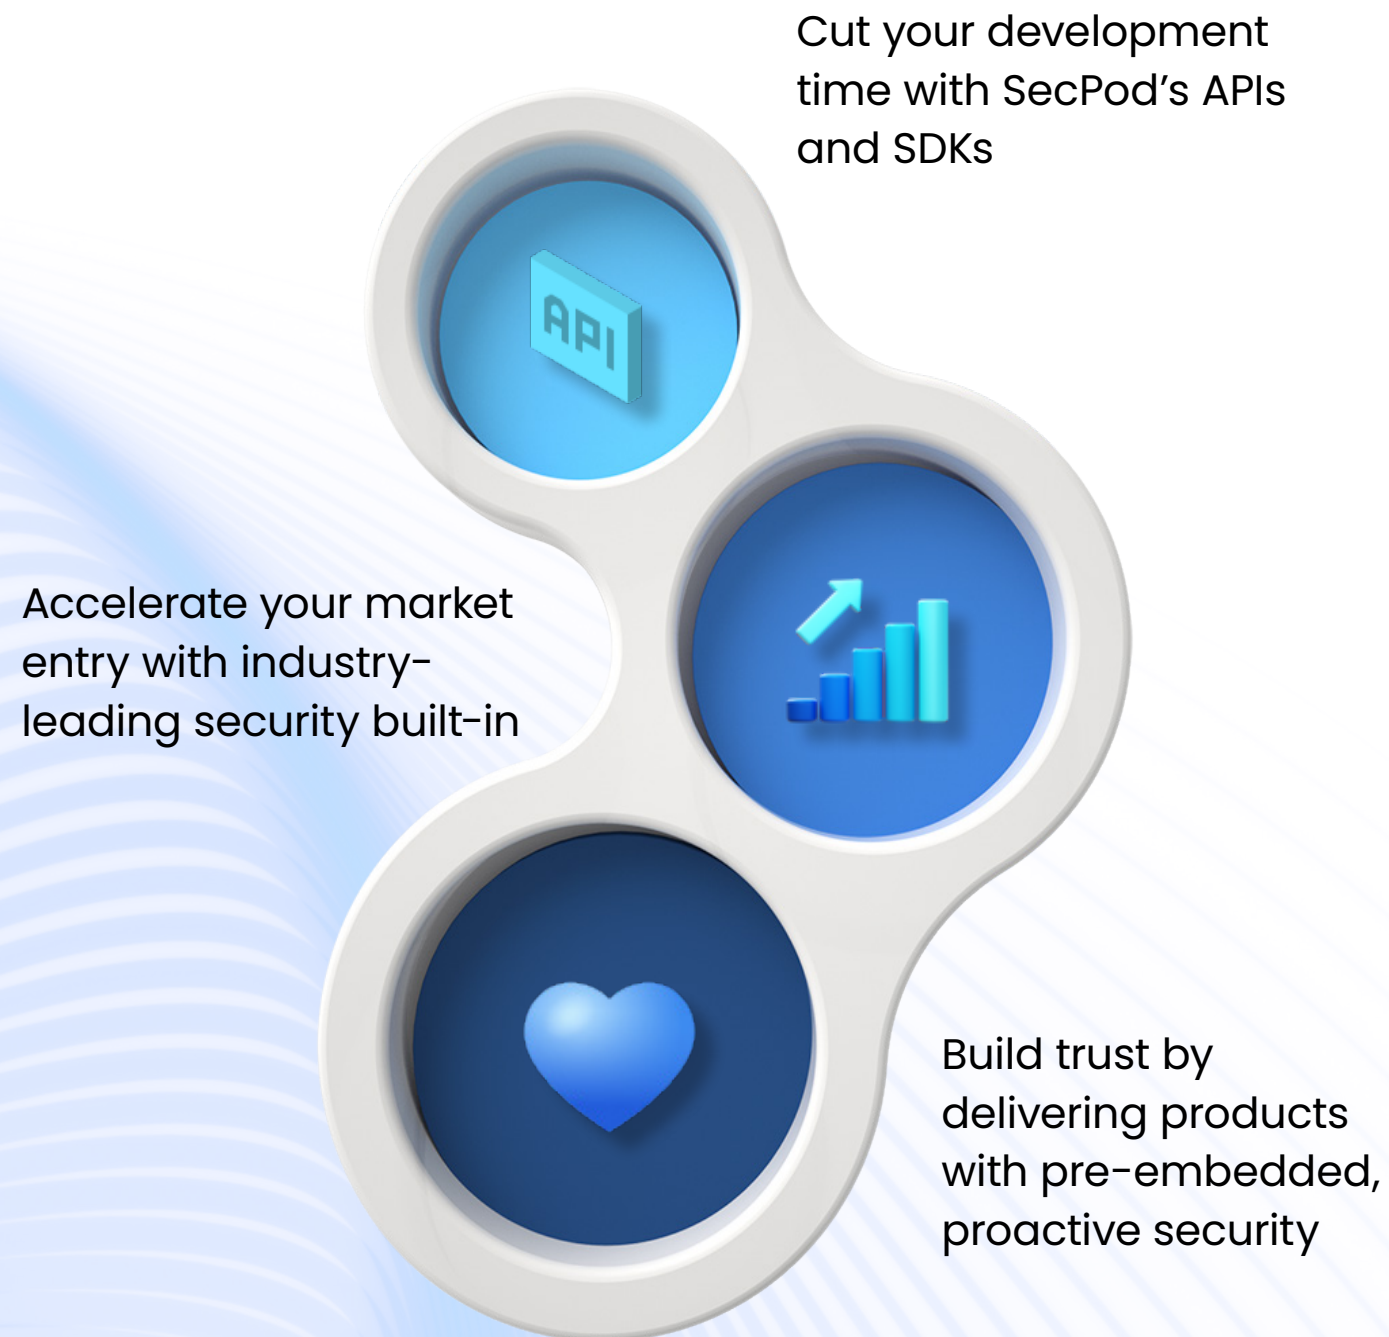 Cut your development
time with SecPod’s APIs
and SDKs
API
Accelerate your market
entry with industry-
leading security built-in
Build trust by
delivering products
with pre-embedded,
proactive security